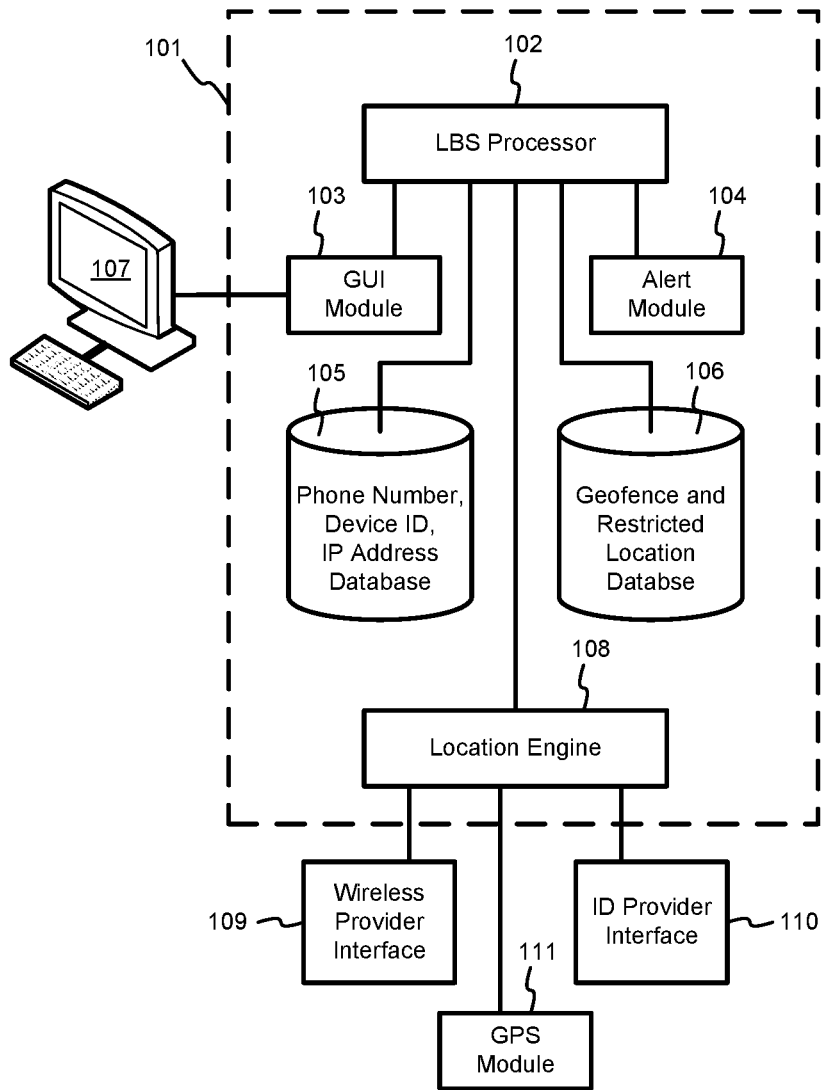 101
102
LBS Processor
103
104
107
GUI
Module
Alert
Module
105
106
Phone Number,
Device ID,
IP Address
Database
Geofence and
Restricted
Location
Databse
108
Location Engine
Wireless
Provider
Interface
109
ID Provider
Interface
110
111
GPS
Module